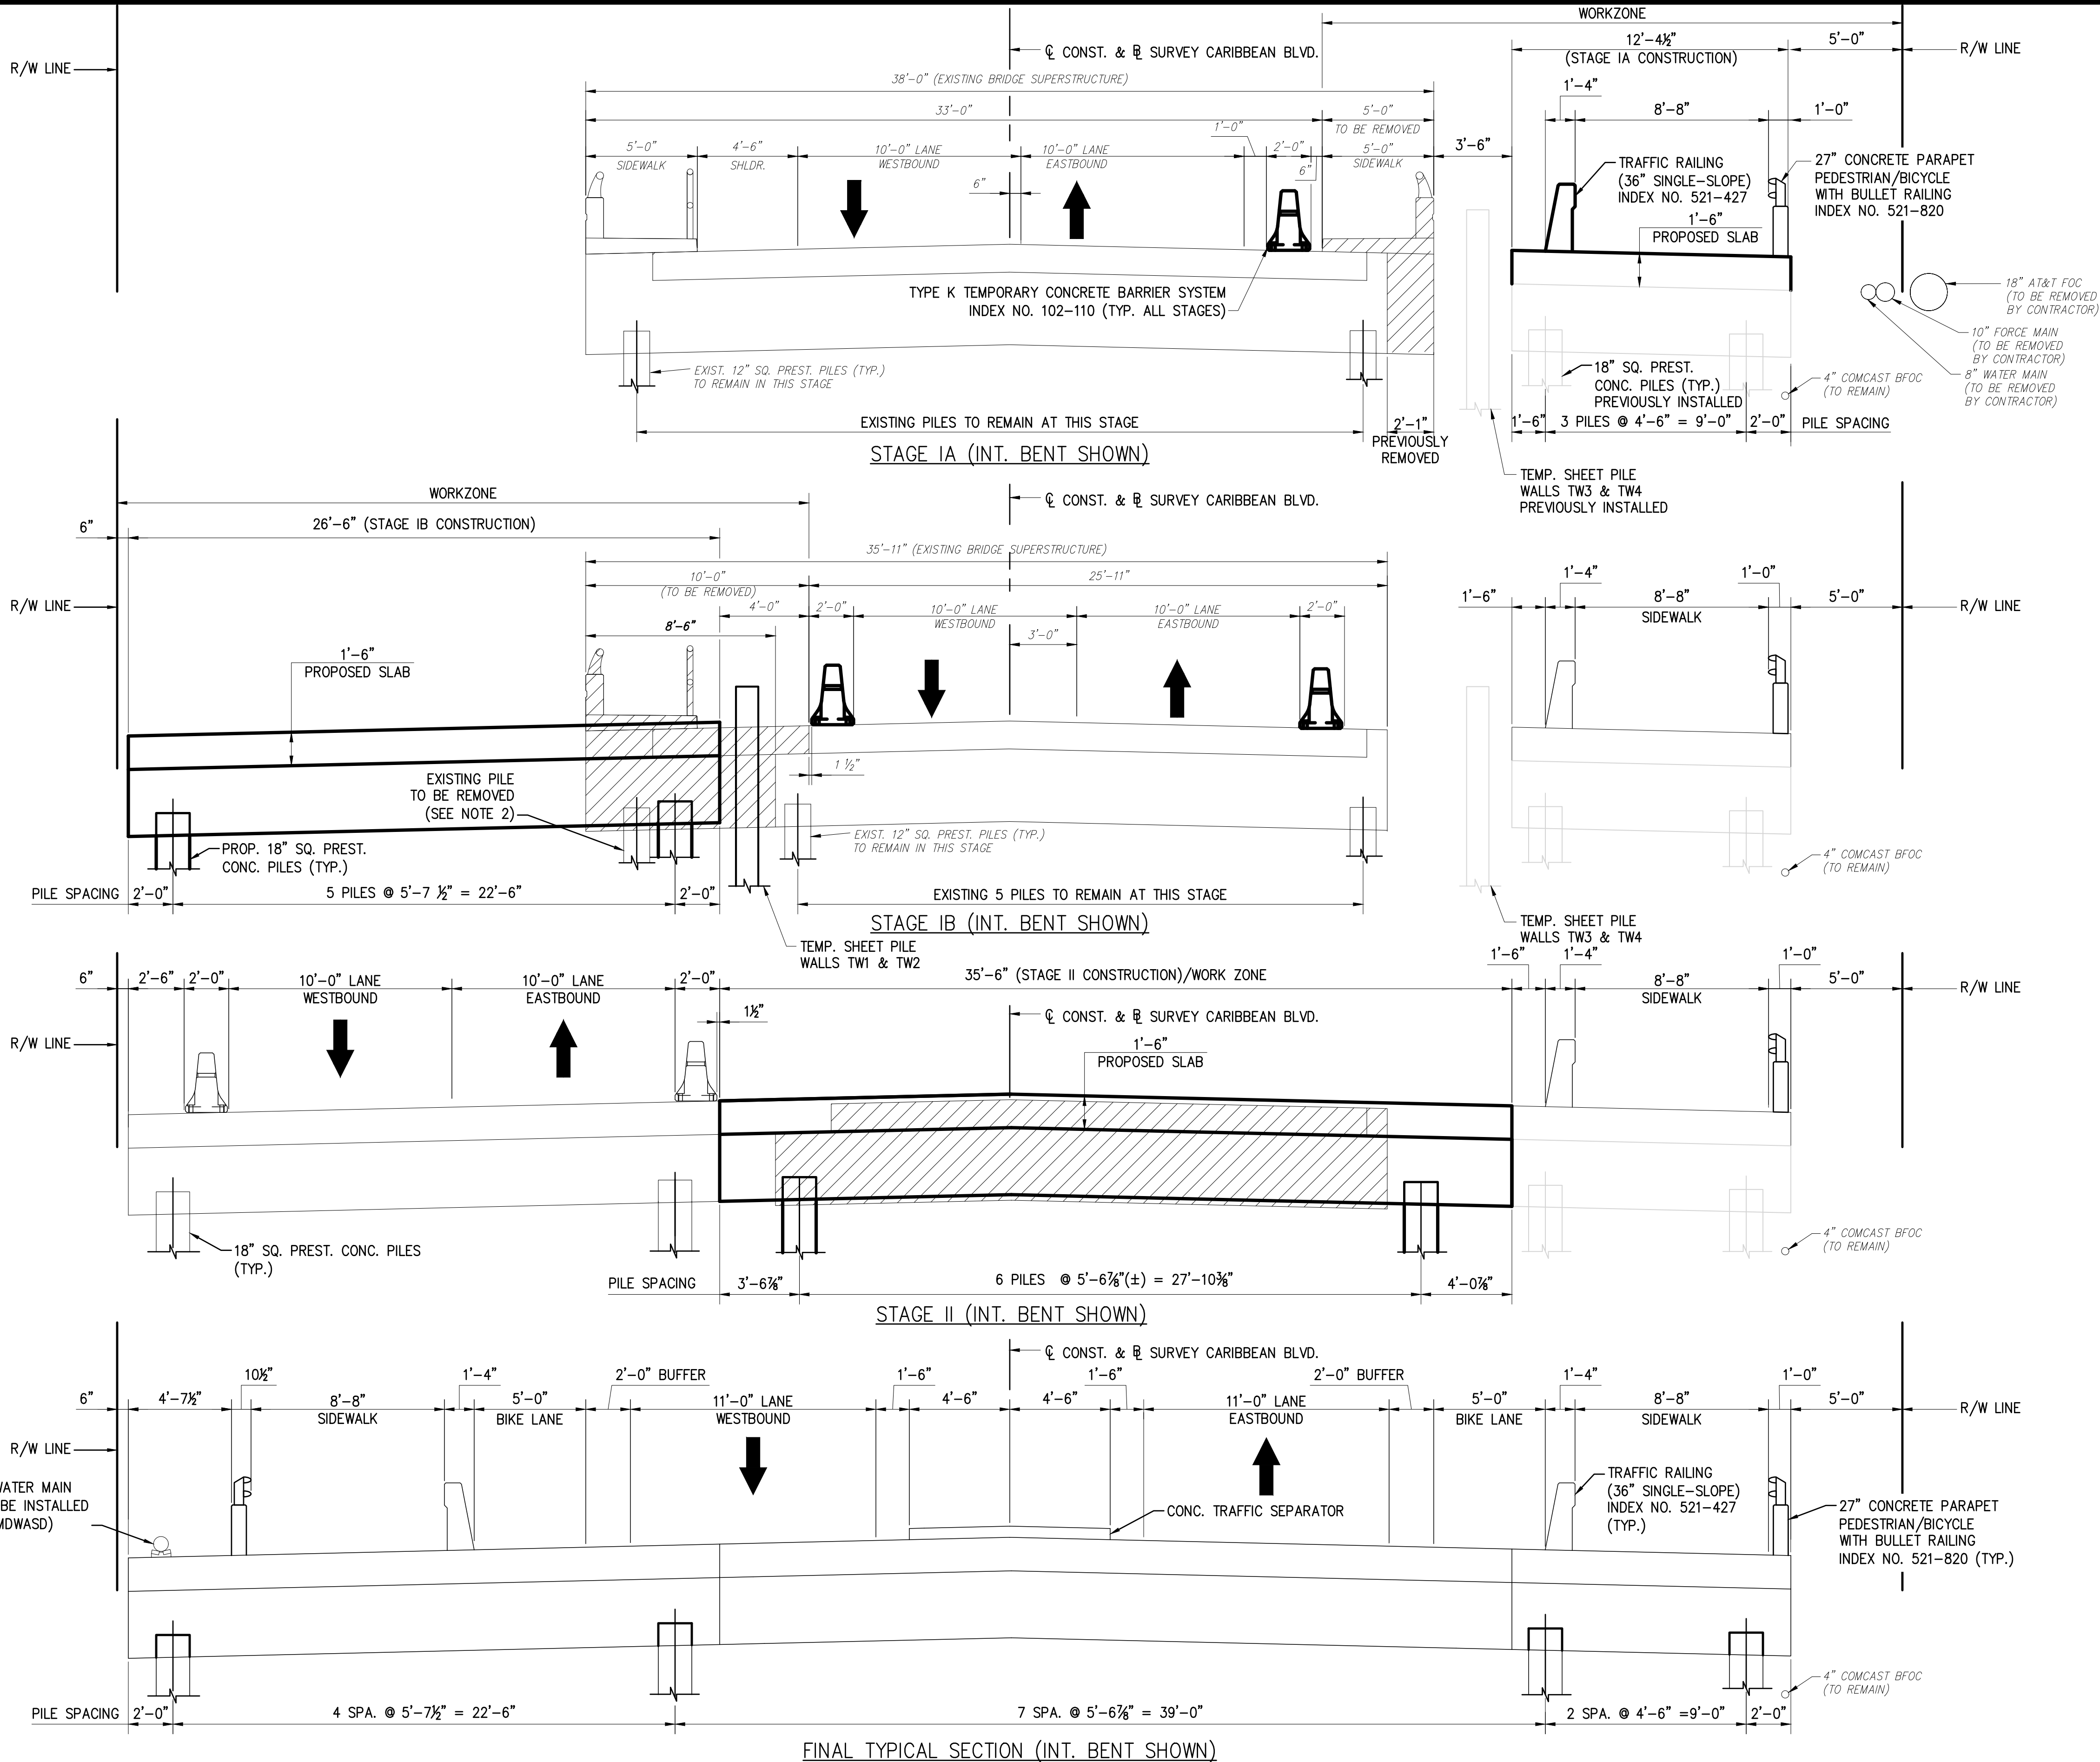 WORKZONE
12'-4½"
(STAGE IA CONSTRUCTION)
5'-0"
R/W LINE
R/W LINE
℄ CONST. & ⅊ SURVEY CARIBBEAN BLVD.
38'-0" (EXISTING BRIDGE SUPERSTRUCTURE)
33'-0"
5'-0"
TO BE REMOVED
1'-4"
8'-8"
1'-0"
5'-0"
SIDEWALK
4'-6"
SHLDR.
10'-0" LANE
WESTBOUND
10'-0" LANE
EASTBOUND
1'-0"
2'-0"
6"
5'-0"
SIDEWALK
3'-6"
6"
TRAFFIC RAILING
(36" SINGLE-SLOPE)
INDEX NO. 521-427
27" CONCRETE PARAPET
PEDESTRIAN/BICYCLE
WITH BULLET RAILING
INDEX NO. 521-820
1'-6"
PROPOSED SLAB
TYPE K TEMPORARY CONCRETE BARRIER SYSTEM
INDEX NO. 102-110 (TYP. ALL STAGES)
18" AT&T FOC
(TO BE REMOVED
BY CONTRACTOR)
10" FORCE MAIN
(TO BE REMOVED
BY CONTRACTOR)
8" WATER MAIN
(TO BE REMOVED
BY CONTRACTOR)
EXIST. 12" SQ. PREST. PILES (TYP.)
TO REMAIN IN THIS STAGE
18" SQ. PREST.
CONC. PILES (TYP.)
PREVIOUSLY INSTALLED
4" COMCAST BFOC
(TO REMAIN)
EXISTING PILES TO REMAIN AT THIS STAGE
2'-1"
PREVIOUSLY
REMOVED
1'-6"
3 PILES @ 4'-6" = 9'-0"
2'-0"
PILE SPACING
STAGE IA (INT. BENT SHOWN)
TEMP. SHEET PILE
WALLS TW3 & TW4
PREVIOUSLY INSTALLED
WORKZONE
℄ CONST. & ⅊ SURVEY CARIBBEAN BLVD.
6"
26'-6" (STAGE IB CONSTRUCTION)
35'-11" (EXISTING BRIDGE SUPERSTRUCTURE)
10'-0"
(TO BE REMOVED)
25'-11"
R/W LINE
4'-0"
2'-0"
10'-0" LANE
WESTBOUND
10'-0" LANE
EASTBOUND
2'-0"
1'-6"
1'-4"
8'-8"
SIDEWALK
1'-0"
5'-0"
R/W LINE
8'-6"
3'-0"
1'-6"
PROPOSED SLAB
1 ½"
EXISTING PILE
TO BE REMOVED
(SEE NOTE 2)
EXIST. 12" SQ. PREST. PILES (TYP.)
TO REMAIN IN THIS STAGE
PROP. 18" SQ. PREST.
CONC. PILES (TYP.)
4" COMCAST BFOC
(TO REMAIN)
PILE SPACING
2'-0"
5 PILES @ 5'-7 ½" = 22'-6"
2'-0"
EXISTING 5 PILES TO REMAIN AT THIS STAGE
STAGE IB (INT. BENT SHOWN)
TEMP. SHEET PILE
WALLS TW1 & TW2
TEMP. SHEET PILE
WALLS TW3 & TW4
6"
2'-6"
2'-0"
10'-0" LANE
WESTBOUND
10'-0" LANE
EASTBOUND
2'-0"
35'-6" (STAGE II CONSTRUCTION)/WORK ZONE
1'-6"
1'-4"
8'-8"
SIDEWALK
1'-0"
5'-0"
R/W LINE
1½"
℄ CONST. & ⅊ SURVEY CARIBBEAN BLVD.
R/W LINE
1'-6"
PROPOSED SLAB
18" SQ. PREST. CONC. PILES
(TYP.)
4" COMCAST BFOC
(TO REMAIN)
PILE SPACING
3'-6⅞"
6 PILES @ 5'-6⅞"(±) = 27'-10⅜"
4'-0⅞"
STAGE II (INT. BENT SHOWN)
℄ CONST. & ⅊ SURVEY CARIBBEAN BLVD.
6"
4'-7½"
10½"
8'-8"
SIDEWALK
1'-4"
5'-0"
BIKE LANE
2'-0" BUFFER
11'-0" LANE
WESTBOUND
1'-6"
4'-6"
4'-6"
1'-6"
11'-0" LANE
EASTBOUND
2'-0" BUFFER
5'-0"
BIKE LANE
1'-4"
8'-8"
SIDEWALK
1'-0"
5'-0"
R/W LINE
R/W LINE
WATER MAIN
BE INSTALLED
MDWASD)
CONC. TRAFFIC SEPARATOR
TRAFFIC RAILING
(36" SINGLE-SLOPE)
INDEX NO. 521-427
(TYP.)
27" CONCRETE PARAPET
PEDESTRIAN/BICYCLE
WITH BULLET RAILING
INDEX NO. 521-820 (TYP.)
4" COMCAST BFOC
(TO REMAIN)
PILE SPACING
2'-0"
4 SPA. @ 5'-7½" = 22'-6"
7 SPA. @ 5'-6⅞" = 39'-0"
2 SPA. @ 4'-6" =9'-0"
2'-0"
FINAL TYPICAL SECTION (INT. BENT SHOWN)